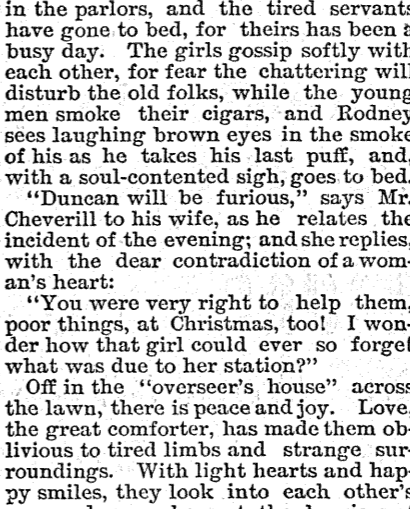 in the parlors, and the tired servants
have gone to bed, for theirs has been a
busy day. The girls gossip softly with
each other, for fear the chattering will
disturb the old folks, while the young
men smoke their cigars, and Rodney
sees laughing brown eyes in the smoke
of his as he takes his last puff, and,
with a soul-contented sigh, goes to bed.
"Duncan will be furious," says Mr.
Cheverill to his wife, as he relates the
incident of the evening; and she replies,
with the dear contradiction of a wom-
an's heart:
"You were very right to help them,
poor things, at Christmas, too! I won-
der how that girl could ever so forget
what was due to her station?"
Off in the "overseer's house" across
the lawn, there is peace and joy. Love,
the great comforter, has made them ob-
livious to tired limbs and strange sur-
roundings. With light hearts and hap-
py smiles, they look into each other's